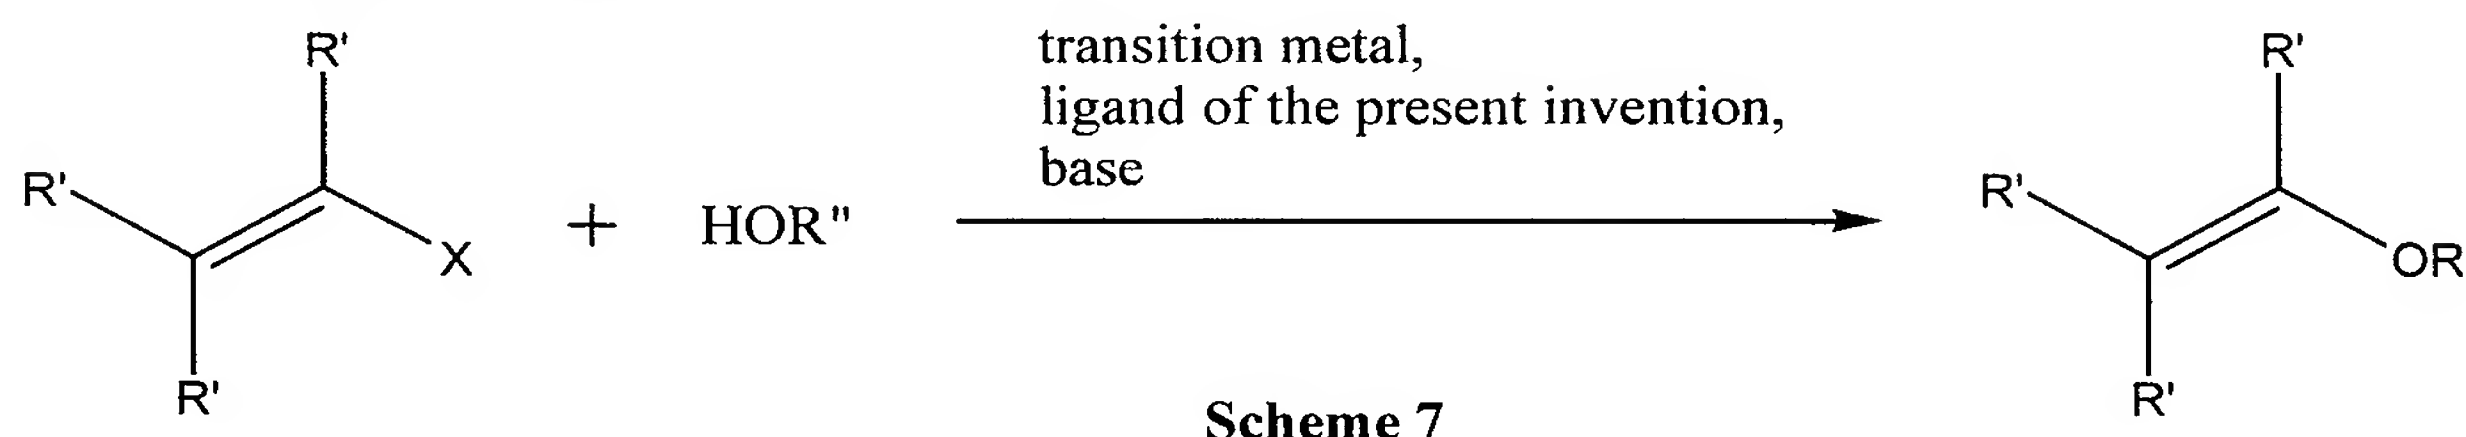 R'
transition metal,
ligand of the present invention,
base
R'
R'
X
+
HOR"
R'
R'
OR
R'
R'
Scheme 7